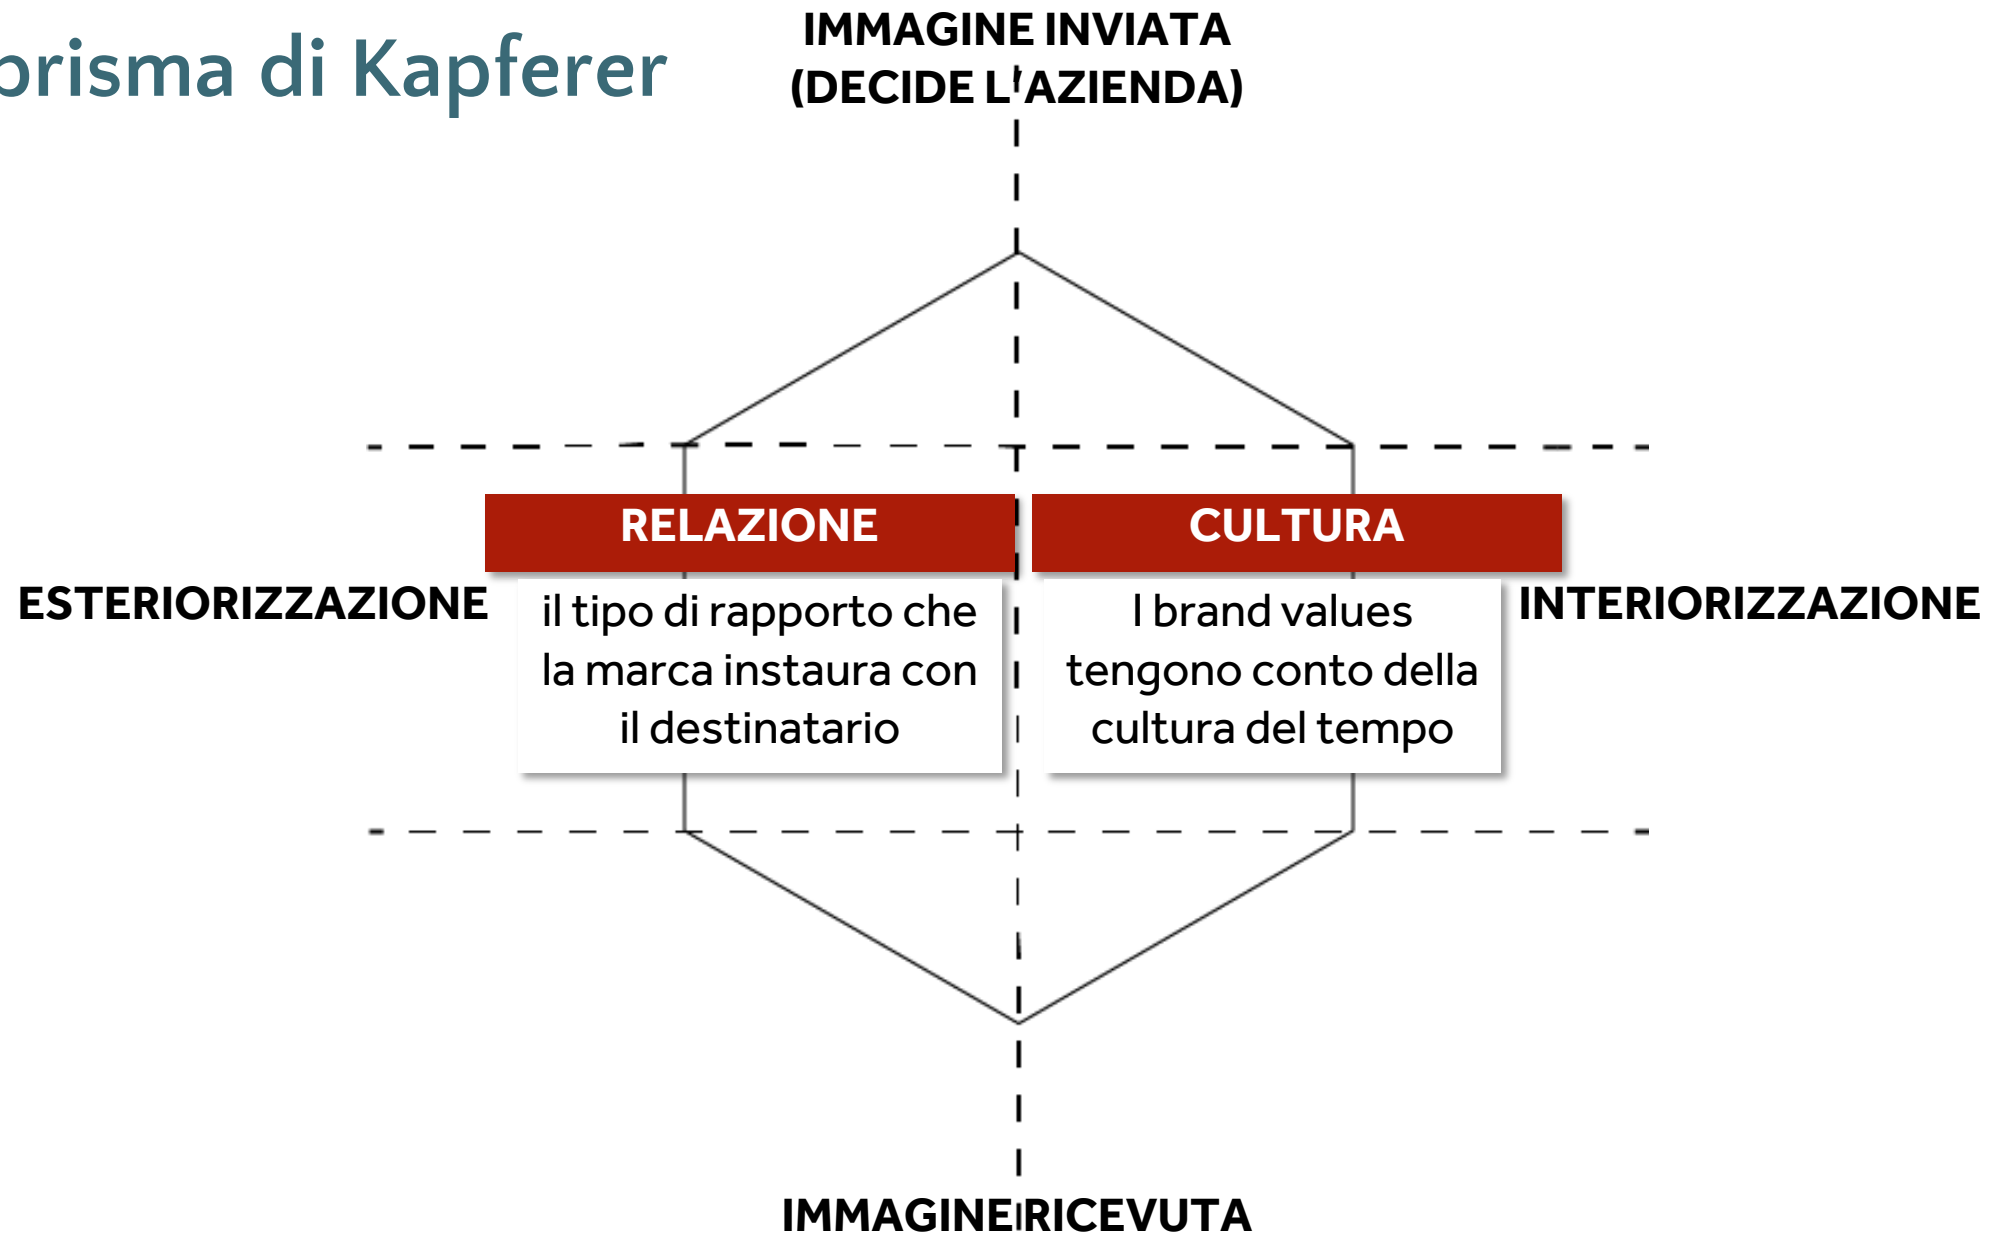 prisma di Kapferer
IMMAGINE INVIATA
(DECIDE L'AZIENDA)
RELAZIONE
CULTURA
ESTERIORIZZAZIONE
il tipo di rapporto che
la marca instaura con
il destinatario
I brand values
tengono conto della
cultura del tempo
INTERIORIZZAZIONE
IMMAGINE RICEVUTA